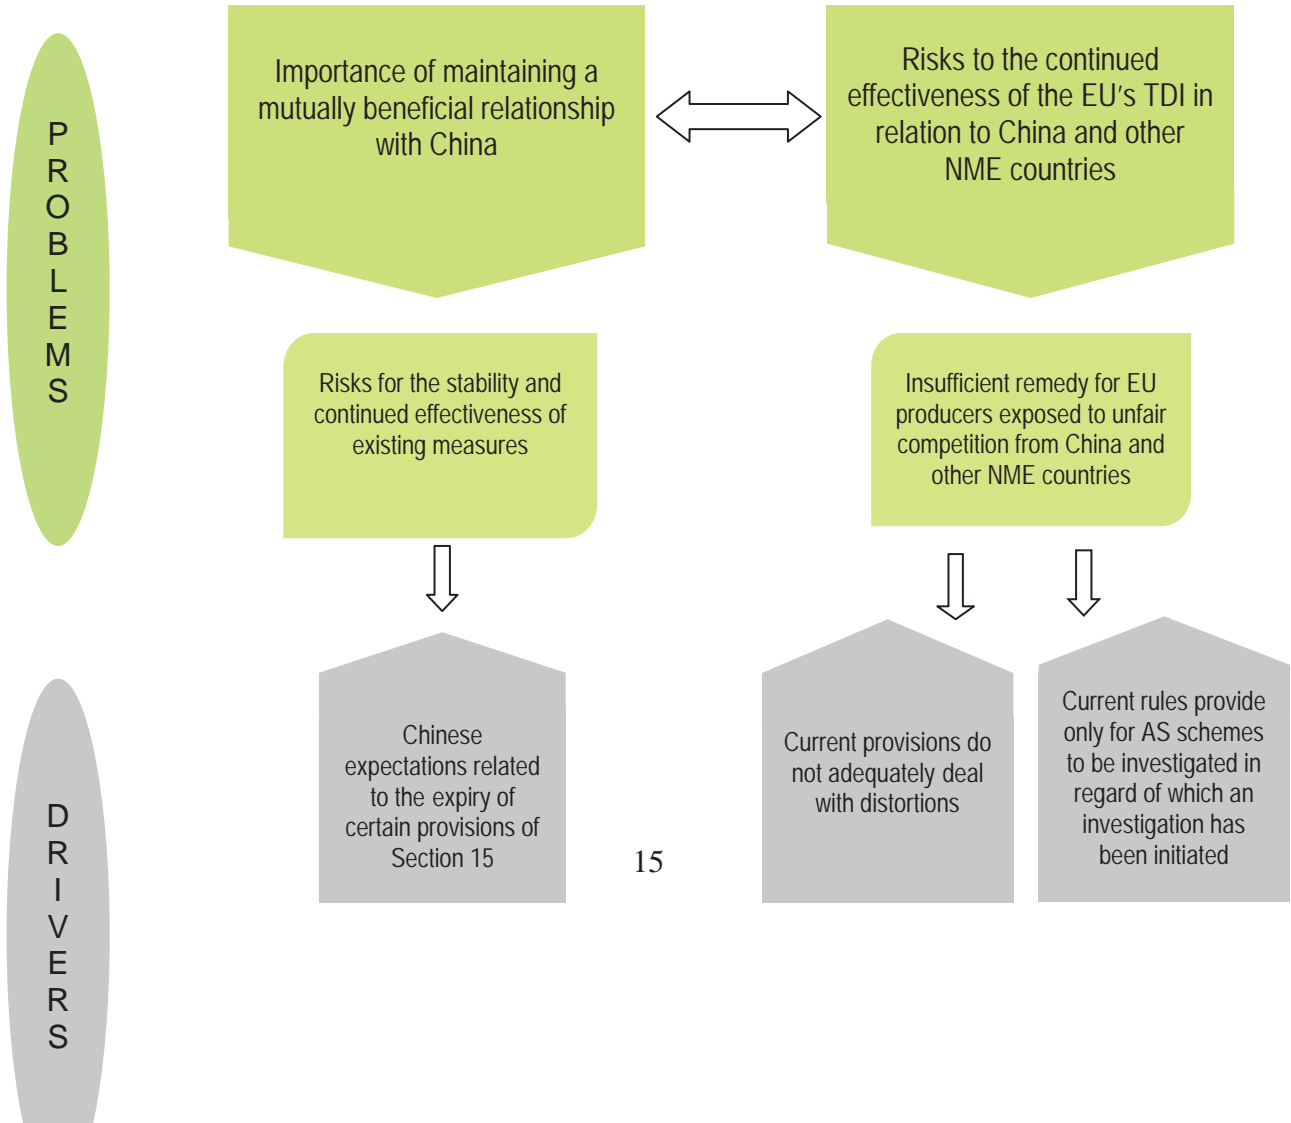 P
R
O
B
L
E
M
S
Importance of maintaining a
mutually beneficial relationship
with China
Risks to the continued
effectiveness of the EU's TDI in
relation to China and other
NME countries
Risks for the stability and
continued effectiveness of
existing measures
Insufficient remedy for EU
producers exposed to unfair
competition from China and
other NME countries
D
R
I
V
E
R
S
Chinese
expectations related
to the expiry of
certain provisions of
Section 15
Current provisions do
not adequately deal
with distortions
Current rules provide
only for AS schemes
to be investigated in
regard of which an
investigation has
been initiated
15